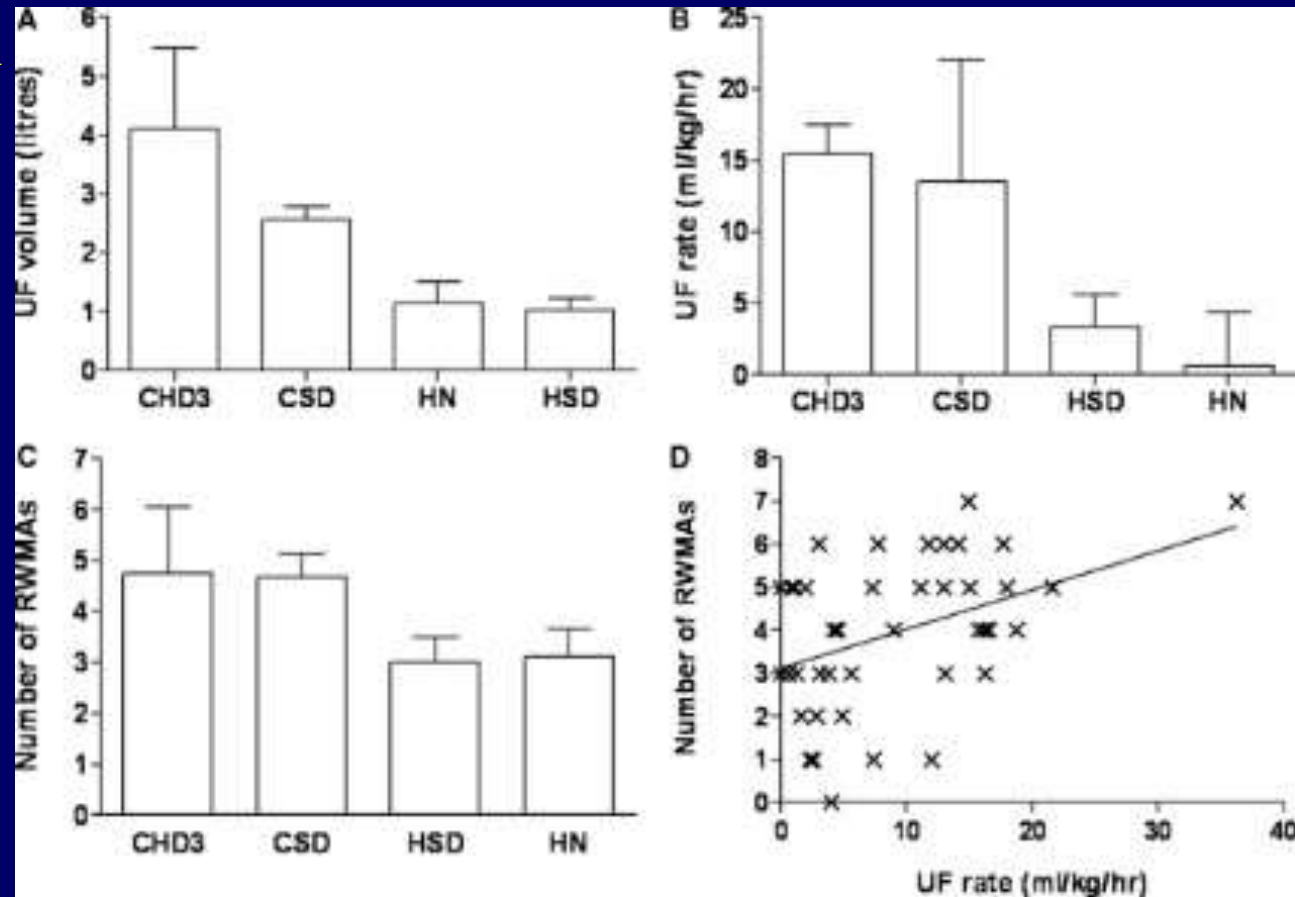 A
UF volume (litres)
6
5
4
3
2
1
0
CHD3 CSD HN HSD
B
UF rate (ml/kg/hr)
25
20
15
10
5
0
CHD3 CSD HSD HN
C
Number of RWMAs
7
6
5
4
3
2
1
0
CHD3 CSD HSD HN
D
Number of RWMAs
8
7
6
5
4
3
2
1
0
0 10 20 30 40
UF rate (ml/kg/hr)